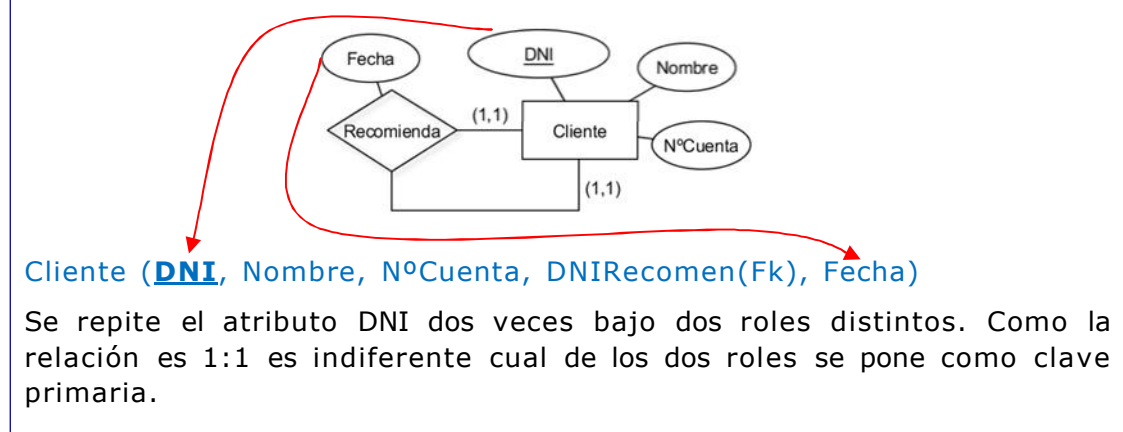 Fecha
DNI
Nombre
(1,1)
Recomienda
Cliente
NºCuenta
(1,1)
Cliente (DNI, Nombre, NºCuenta, DNIRecomen(Fk), Fecha)
Se repite el atributo DNI dos veces bajo dos roles distintos. Como la
relación es 1:1 es indiferente cual de los dos roles se pone como clave
primaria.